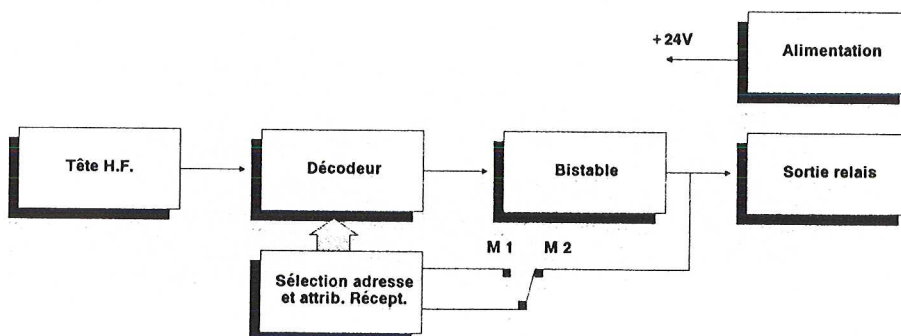 +24V
Alimentation
Tête H.F.
Décodeur
Bistable
Sortie relais
M 1
M 2
Sélection adresse
et attrib. Récept.